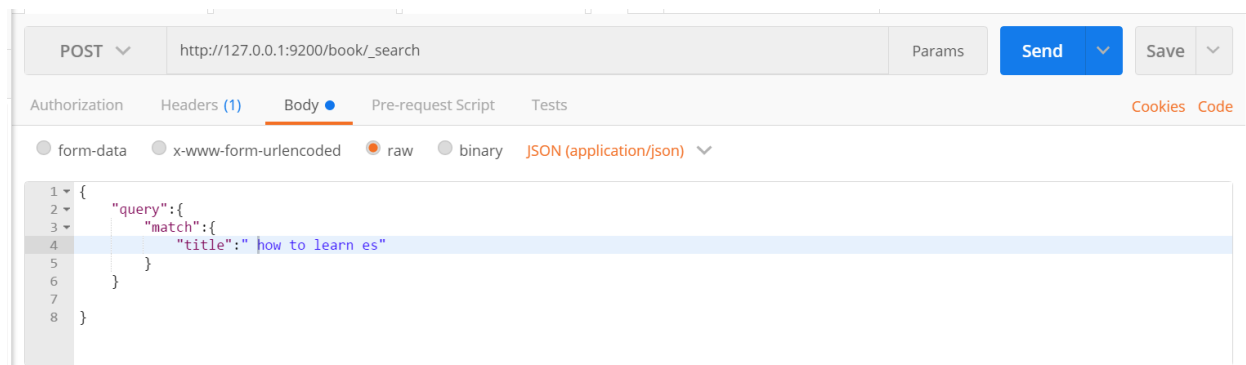 POST http://127.0.0.1:9200/book/_search Params Send Save
Authorization Headers (1) Body Pre-request Script Tests Cookies Code
form-data x-www-form-urlencoded raw binary JSON (application/json)
1 {
2 "query":{
3 "match":{
4 "title":" how to learn es"
5 }
6 }
7
8 }